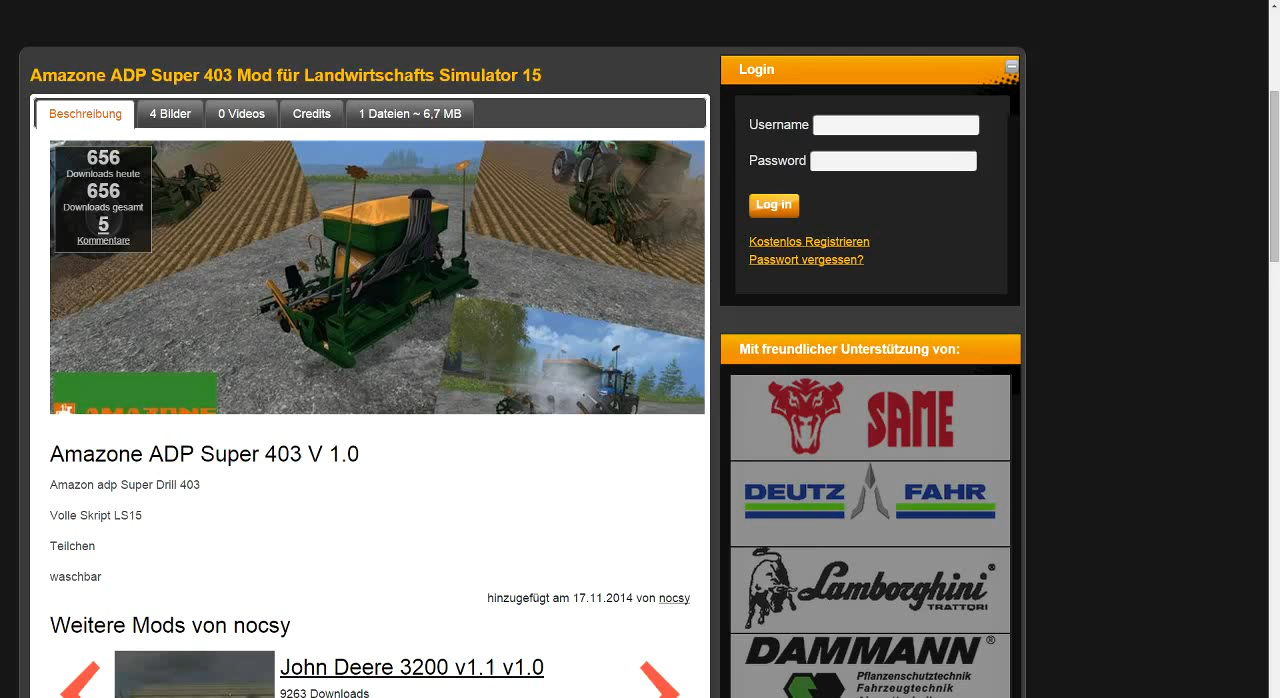 Amazone ADP Super 403 Mod für Landwirtschafts Simulator 15
Beschreibung 4 Bilder 0 Videos Credits 1 Dateien ~ 6,7 MB
656
Downloads heute
656
Downloads gesamt
5
Kommentare
AMAZONE
Amazone ADP Super 403 V 1.0
Amazon adp Super Drill 403
Volle Skript LS15
Teilchen
waschbar
hinzugefügt am 17.11.2014 von nocsy
Weitere Mods von nocsy
John Deere 3200 v1.1 v1.0
9263 Downloads
Login
Username
Password
Log in
Kostenlos Registrieren
Passwort vergessen?
Mit freundlicher Unterstützung von:
SAME
DEUTZ FAHR
Lamborghini®
TRATTORI
DAMMANN®
Pflanzenschutztechnik
Fahrzeugtechnik